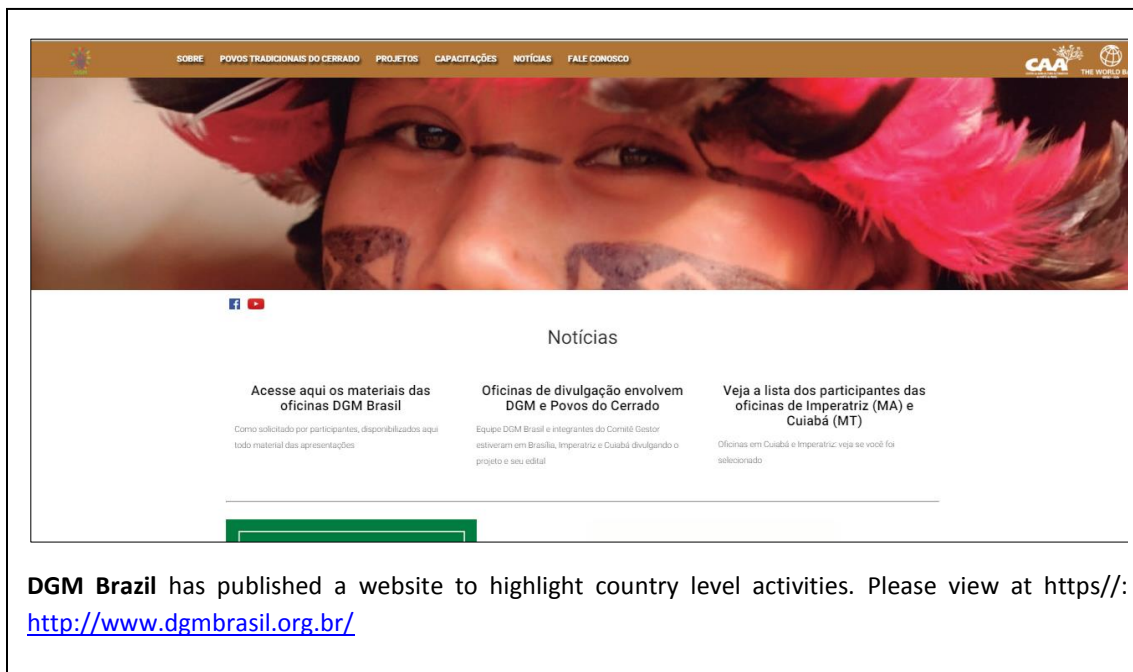 SOBRE POVOS TRADICIONAIS DO CERRADO PROJETOS CAPACITAÇÕES NOTÍCIAS FALE CONOSCO
CAA
THE WORLD BA
Notícias
Acesse aqui os materiais das
oficinas DGM Brasil
Como solicitado por participantes, disponibilizados aqui
todo material das apresentações
Oficinas de divulgação envolvem
DGM e Povos do Cerrado
Equipe DGM Brasil e integrantes do Comitê Gestor
estiveram em Brasília, Imperatriz e Cuiabá divulgando o
projeto e seu edital
Veja a lista dos participantes das
oficinas de Imperatriz (MA) e
Cuiabá (MT)
Oficinas em Cuiabá e Imperatriz: veja se você foi
selecionado
DGM Brazil has published a website to highlight country level activities. Please view at https//:
http://www.dgmbrasil.org.br/